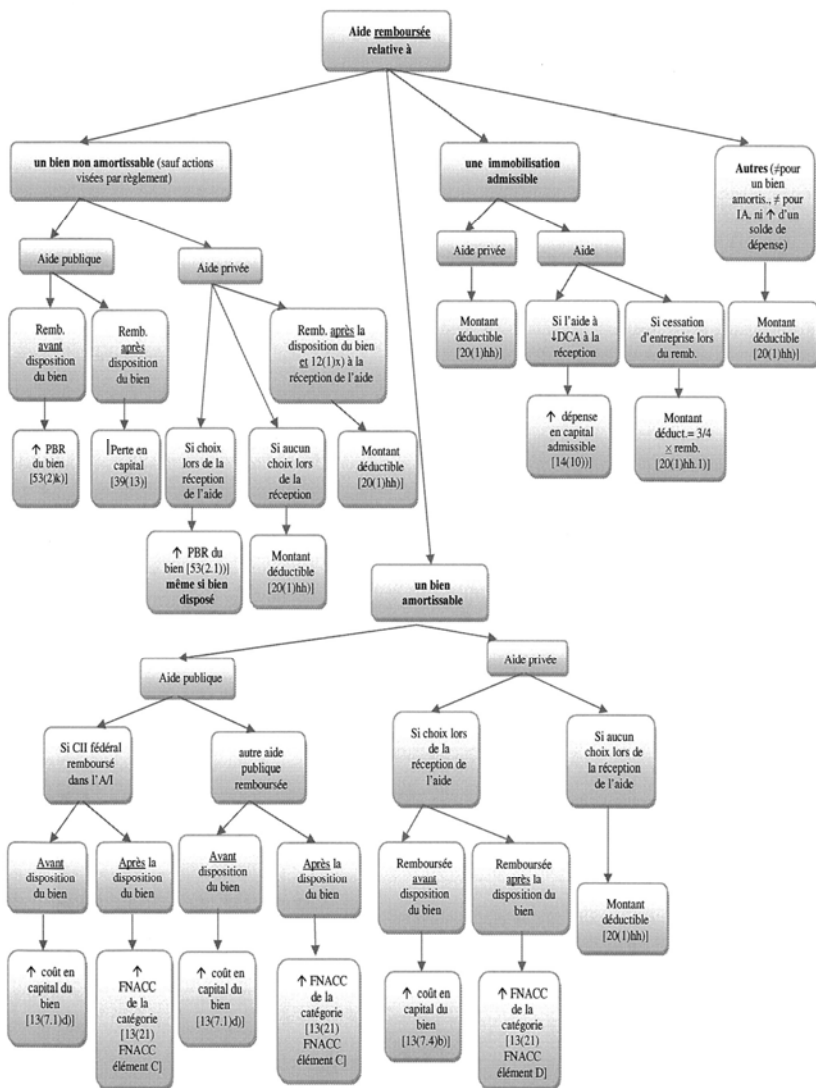 Aide remboursée
relative à
un bien non amortissable (sauf actions
visées par règlement)
une immobilisation
admissible
Autres (≠pour
un bien
amortis., ≠ pour
IA, ni ↑ d'un
solde de
dépense)
Aide publique
Aide privée
Aide privée
Aide
Remb.
avant
disposition
du bien
Remb.
après
disposition
du bien
Remb. après la
disposition du bien
et 12(1)x) à la
réception de l'aide
Montant
déductible
[20(1)hh)]
Si l'aide à
↓DCA à la
réception
Si cessation
d'entreprise lors
du remb.
Montant
déductible
[20(1)hh)]
↑ PBR
du bien
[53(2)k)]
Perte en
capital
[39(13)]
Si choix
lors de la
réception
de l'aide
Si aucun
choix lors
de la
réception
Montant
déductible
[20(1)hh)]
↑ dépense
en capital
admissible
[14(10))]
Montant
déduct.= 3/4
× remb.
[20(1)hh.1)]
↑ PBR du
bien [53(2.1))]
même si bien
disposé
Montant
déductible
[20(1)hh)]
un bien
amortissable
Aide publique
Aide privée
Si CII fédéral
remboursé
dans l'A/I
autre aide
publique
remboursée
Si choix lors
de la
réception de
l'aide
Si aucun
choix lors de
la réception
de l'aide
Avant
disposition
du bien
Après la
disposition
du bien
Avant
disposition
du bien
Après la
disposition
du bien
Remboursée
avant
disposition
du bien
Remboursée
après la
disposition du
bien
Montant
déductible
[20(1)hh)]
↑ coût en
capital du
bien
[13(7.1)d)]
↑
FNACC
de la
catégorie
[13(21)
FNACC
élément C]
↑ coût en
capital du
bien
[13(7.1)d)]
↑ FNACC
de la
catégorie
[13(21)
FNACC
élément C]
↑ coût en
capital du
bien
[13(7.4)b)]
↑ FNACC
de la
catégorie
[13(21)
FNACC
élément D]